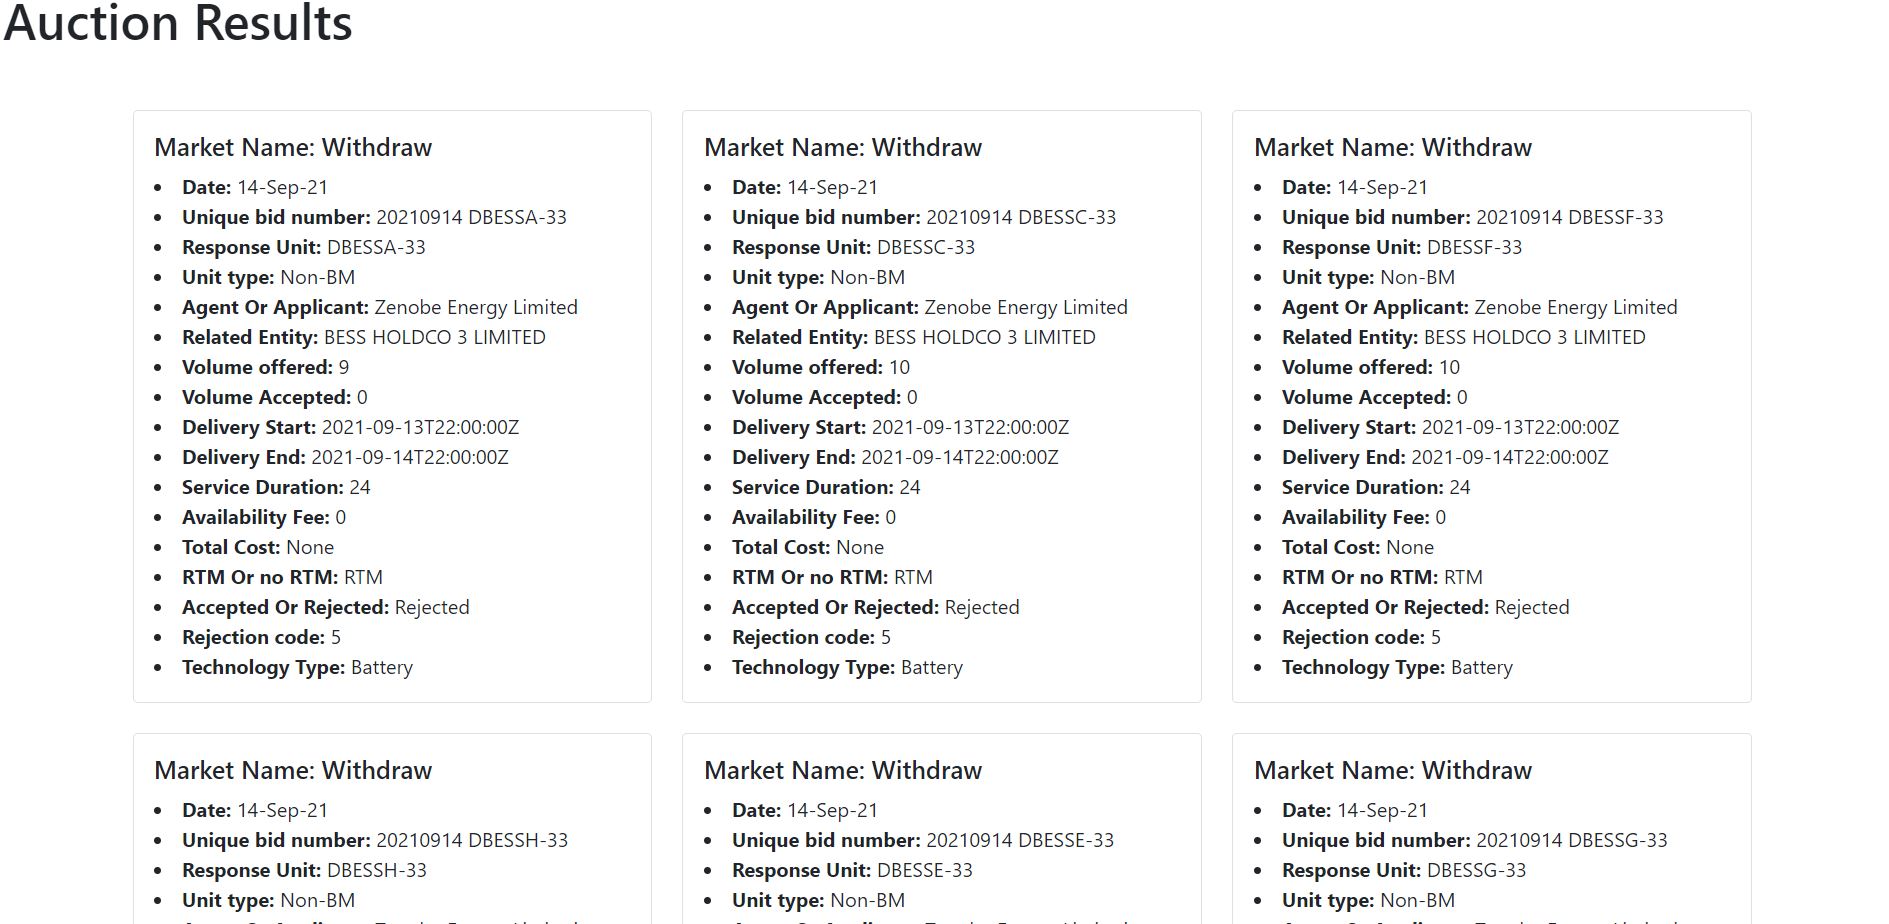 Auction Results
Market Name: Withdraw
Date: 14-Sep-21
Unique bid number: 20210914 DBESSA-33
Response Unit: DBESSA-33
Unit type: Non-BM
Agent Or Applicant: Zenobe Energy Limited
Related Entity: BESS HOLDCO 3 LIMITED
Volume offered: 9
Volume Accepted: 0
Delivery Start: 2021-09-13T22:00:00Z
Delivery End: 2021-09-14T22:00:00Z
Service Duration: 24
Availability Fee: 0
Total Cost: None
RTM Or no RTM: RTM
Accepted Or Rejected: Rejected
Rejection code: 5
Technology Type: Battery
Market Name: Withdraw
Date: 14-Sep-21
Unique bid number: 20210914 DBESSC-33
Response Unit: DBESSC-33
Unit type: Non-BM
Agent Or Applicant: Zenobe Energy Limited
Related Entity: BESS HOLDCO 3 LIMITED
Volume offered: 10
Volume Accepted: 0
Delivery Start: 2021-09-13T22:00:00Z
Delivery End: 2021-09-14T22:00:00Z
Service Duration: 24
Availability Fee: 0
Total Cost: None
RTM Or no RTM: RTM
Accepted Or Rejected: Rejected
Rejection code: 5
Technology Type: Battery
Market Name: Withdraw
Date: 14-Sep-21
Unique bid number: 20210914 DBESSF-33
Response Unit: DBESSF-33
Unit type: Non-BM
Agent Or Applicant: Zenobe Energy Limited
Related Entity: BESS HOLDCO 3 LIMITED
Volume offered: 10
Volume Accepted: 0
Delivery Start: 2021-09-13T22:00:00Z
Delivery End: 2021-09-14T22:00:00Z
Service Duration: 24
Availability Fee: 0
Total Cost: None
RTM Or no RTM: RTM
Accepted Or Rejected: Rejected
Rejection code: 5
Technology Type: Battery
Market Name: Withdraw
Date: 14-Sep-21
Unique bid number: 20210914 DBESSH-33
Response Unit: DBESSH-33
Unit type: Non-BM
Market Name: Withdraw
Date: 14-Sep-21
Unique bid number: 20210914 DBESSE-33
Response Unit: DBESSE-33
Unit type: Non-BM
Market Name: Withdraw
Date: 14-Sep-21
Unique bid number: 20210914 DBESSG-33
Response Unit: DBESSG-33
Unit type: Non-BM